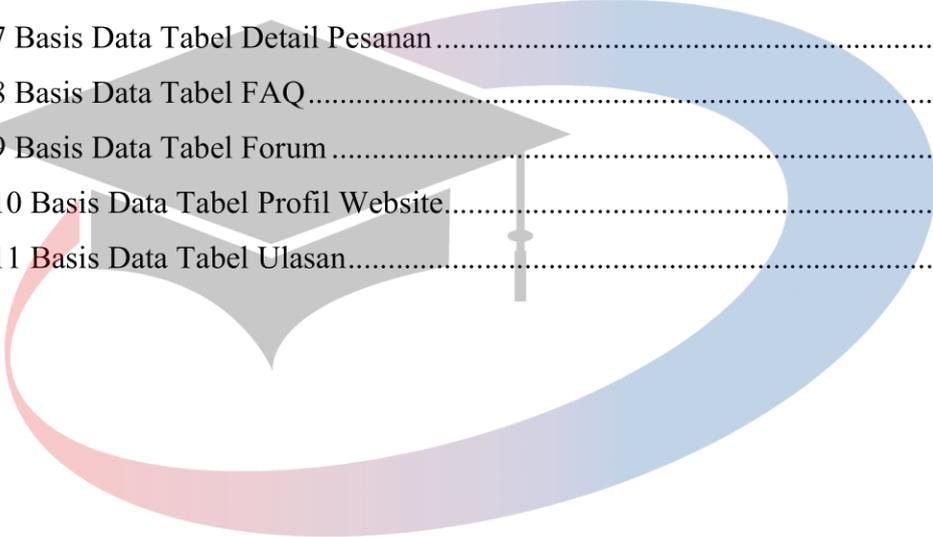 7 Basis Data Tabel Detail Pesanan................................................................
8 Basis Data Tabel FAQ................................................................................
9 Basis Data Tabel Forum.............................................................................
10 Basis Data Tabel Profil Website...............................................................
11 Basis Data Tabel Ulasan...........................................................................